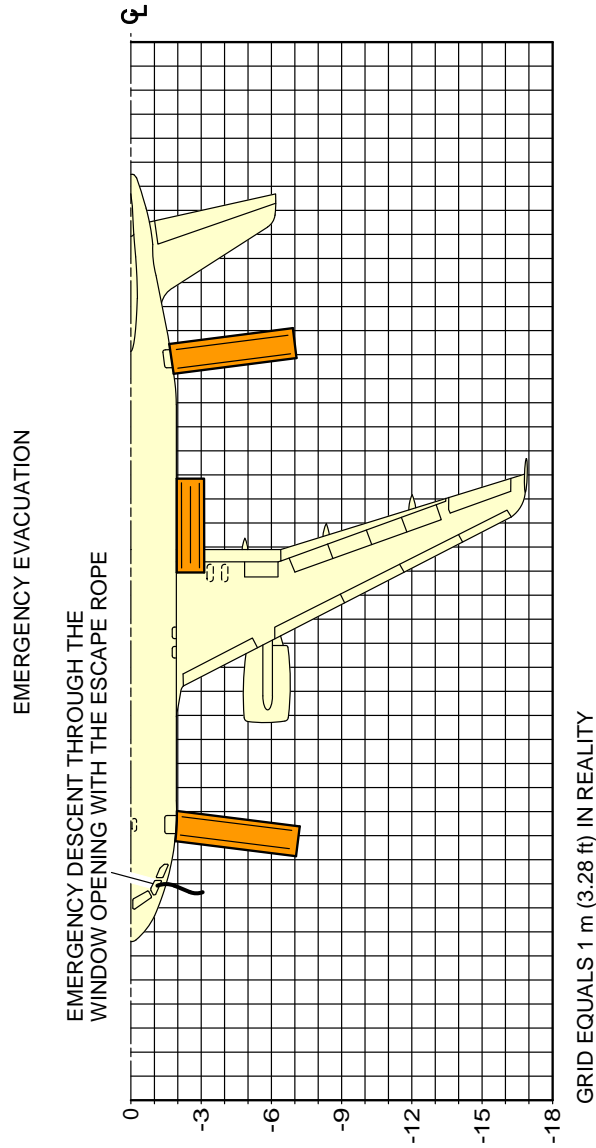 EMERGENCY EVACUATION
EMERGENCY DESCENT THROUGH THE
WINDOW OPENING WITH THE ESCAPE ROPE
℄
0
-3
-6
-9
-12
-15
-18
GRID EQUALS 1 m (3.28 ft) IN REALITY